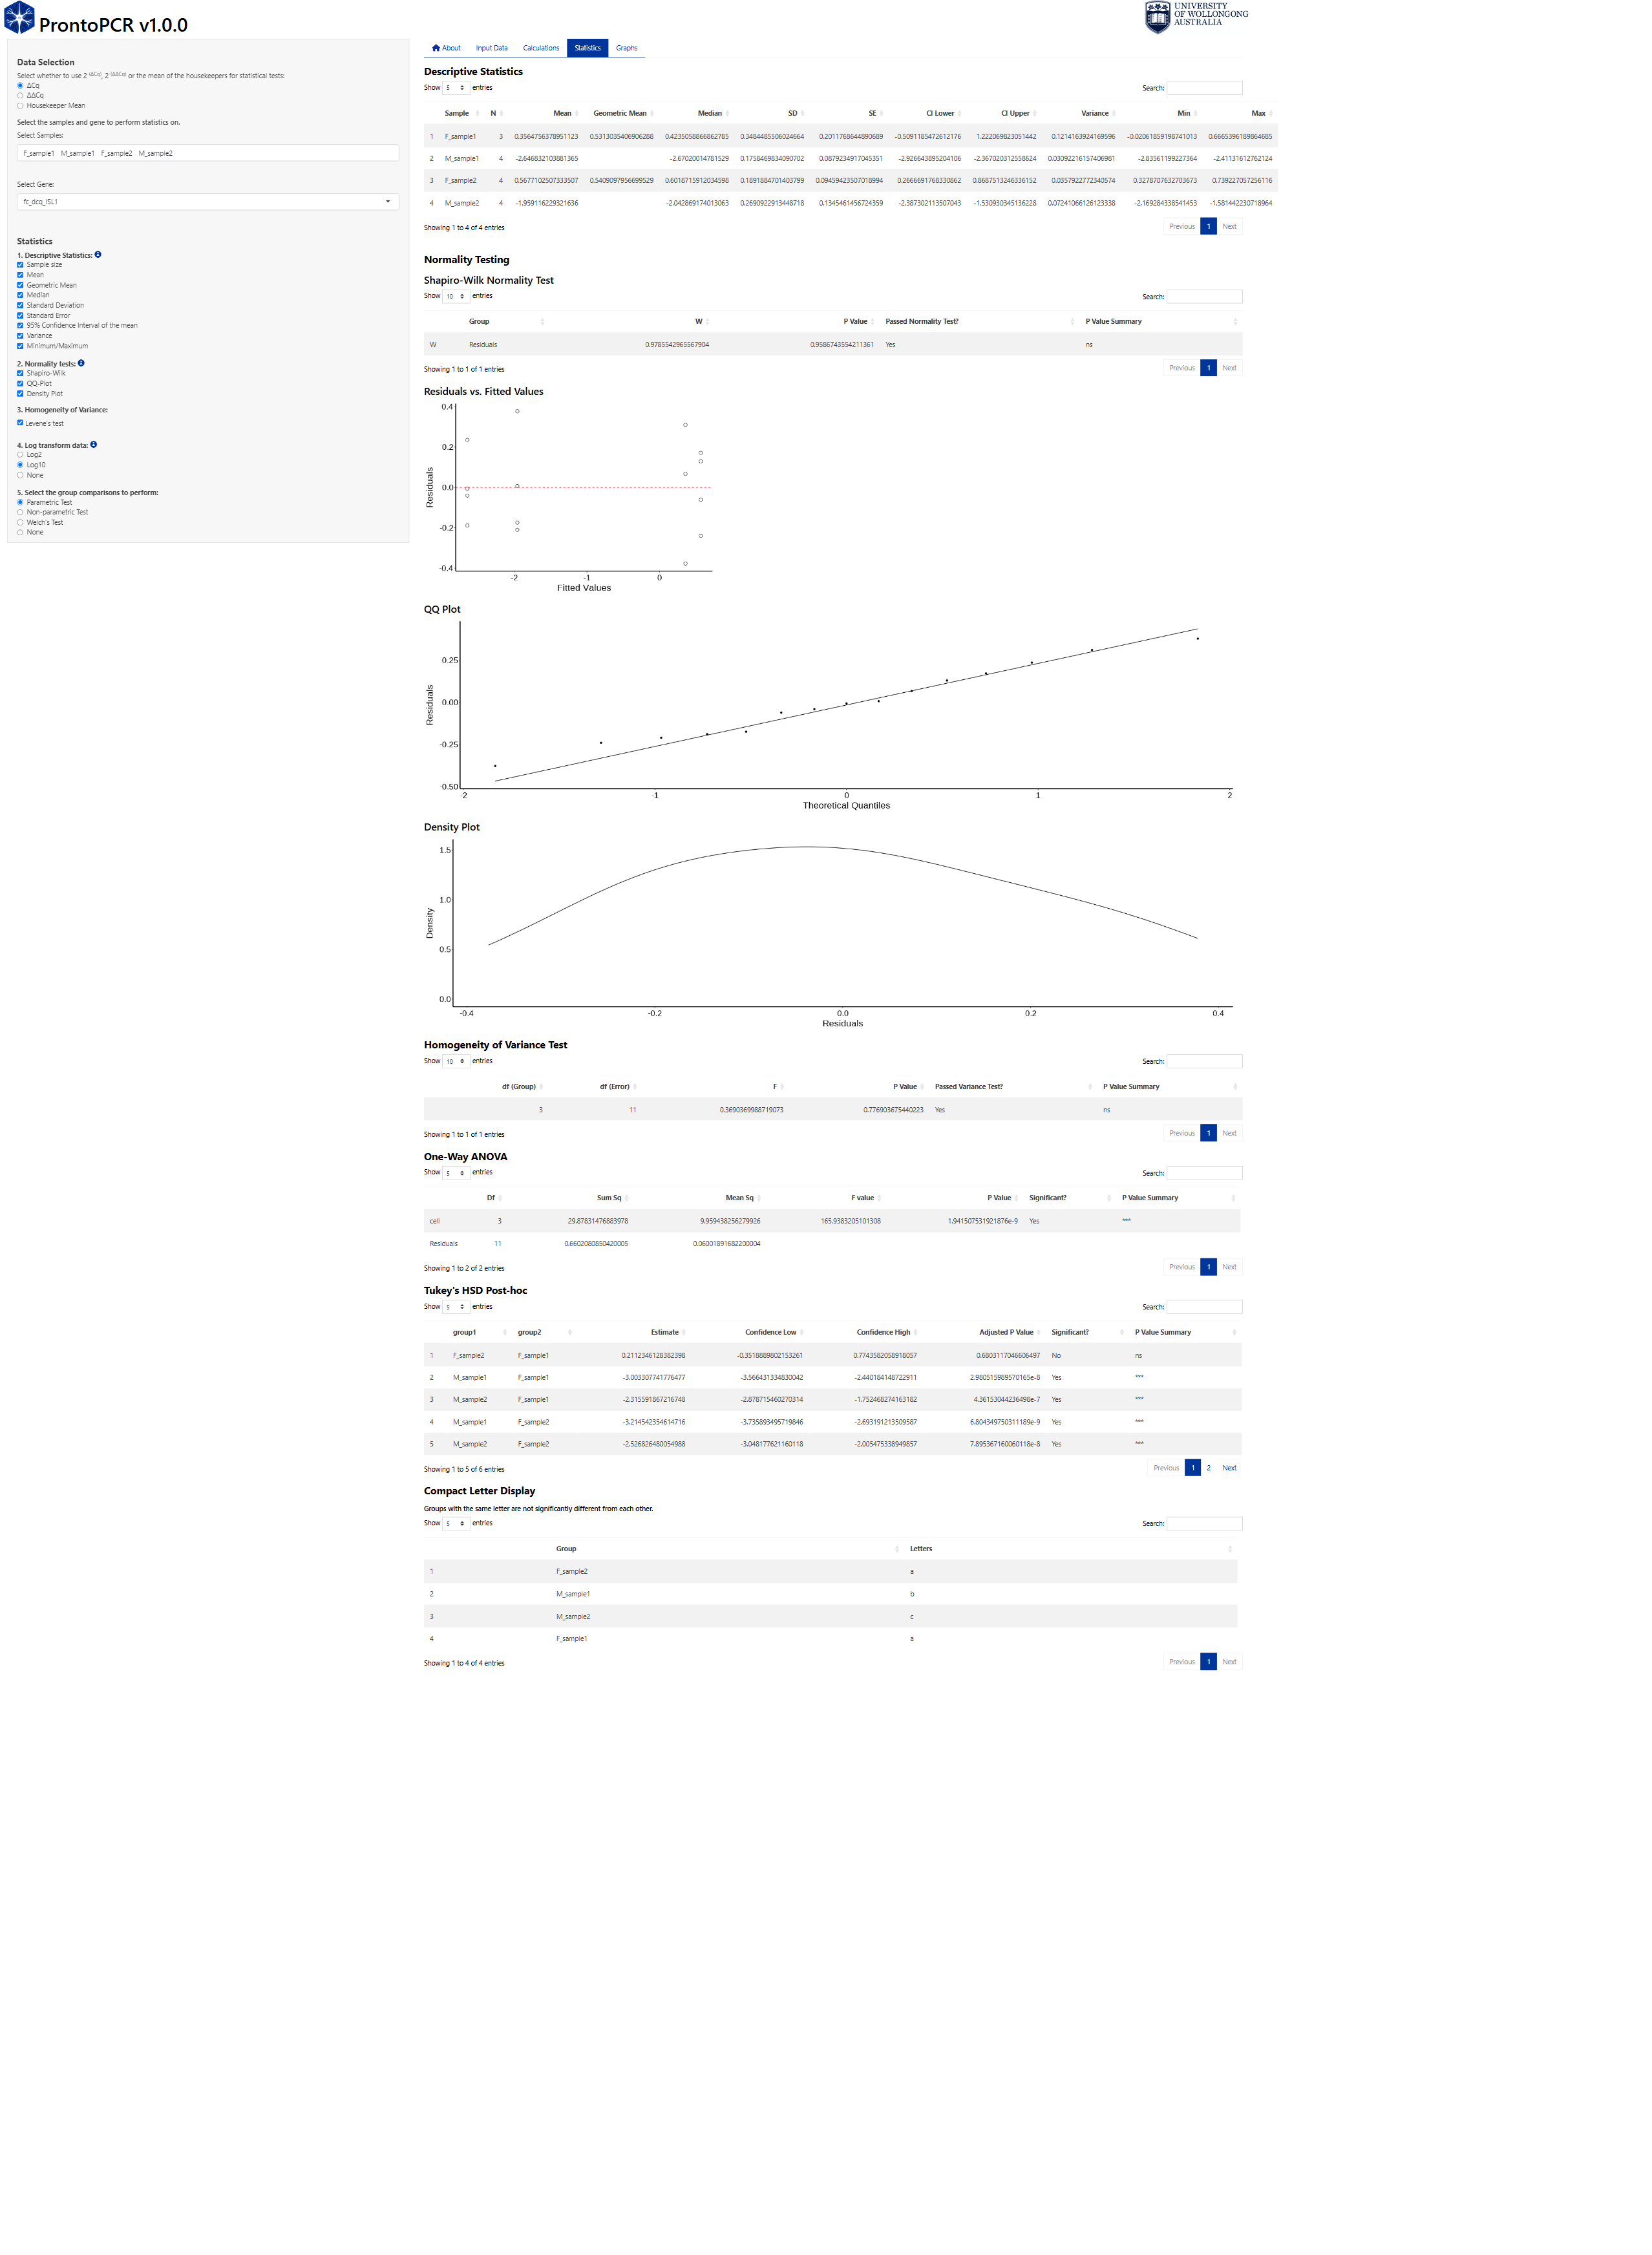 ProntoPCR v1.0.0
UNIVERSITY
OF WOLLONGONG
AUSTRALIA
Data Selection
Select whether to use 2 (ΔCq), 2 (ΔΔCq) or the mean of the housekeepers for statistical tests:
ΔCq
ΔΔCq
Housekeeper Mean
Select the samples and gene to perform statistics on.
Select Samples:
F_sample1 M_sample1 F_sample2 M_sample2
Select Gene:
fc_dcq_ISL1
Statistics
1. Descriptive Statistics:
Sample size
Mean
Geometric Mean
Median
Standard Deviation
Standard Error
95% Confidence Interval of the mean
Variance
Minimum/Maximum
2. Normality tests:
Shapiro-Wilk
QQ-Plot
Density Plot
3. Homogeneity of Variance:
Levene's test
4. Log transform data:
Log2
Log10
None
5. Select the group comparisons to perform:
Parametric Test
Non-parametric Test
Welch's Test
None
About Input Data Calculations Statistics Graphs
Descriptive Statistics
Show 5 entries Search:
Sample N Mean Geometric Mean Median SD SE CI Lower CI Upper Variance Min Max
1 F_sample1 3 0.3564756378951123 0.5313035406906288 0.4235058866862785 0.3484485506024664 0.2011768644890689 -0.5091185472612176 1.222069823051442 0.1214163924169596 -0.02061859198741013 0.6665396189864685
2 M_sample1 4 -2.646832103881365 -2.67020014781529 0.1758469834090702 0.0879234917045351 -2.926643895204106 -2.367020312558624 0.03092216157406981 -2.83561199227364 -2.41131612762124
3 F_sample2 4 0.5677102507333507 0.5409097956699529 0.6018715912034598 0.1891884701403799 0.09459423507018994 0.2666691768330862 0.8687513246336152 0.0357922772340574 0.3278707632703673 0.739227057256116
4 M_sample2 4 -1.959116229321636 -2.042869174013063 0.2690922913448718 0.1345461456724359 -2.387302113507043 -1.530930345136228 0.07241066126123338 -2.169284338541453 -1.581442230718964
Showing 1 to 4 of 4 entries Previous 1 Next
Normality Testing
Shapiro-Wilk Normality Test
Show 10 entries Search:
Group W P Value Passed Normality Test? P Value Summary
W Residuals 0.9785542965567904 0.9586743554211361 Yes ns
Showing 1 to 1 of 1 entries Previous 1 Next
Residuals vs. Fitted Values
0.4
0.2
0.0
-0.2
-0.4
Residuals
-2 -1 0
Fitted Values
QQ Plot
0.25
0.00
-0.25
-0.50
Residuals
-2 -1 0 1 2
Theoretical Quantiles
Density Plot
1.5
1.0
0.5
0.0
Density
-0.4 -0.2 0.0 0.2 0.4
Residuals
Homogeneity of Variance Test
Show 10 entries Search:
df (Group) df (Error) F P Value Passed Variance Test? P Value Summary
3 11 0.3690369988719073 0.776903675440223 Yes ns
Showing 1 to 1 of 1 entries Previous 1 Next
One-Way ANOVA
Show 5 entries Search:
Df Sum Sq Mean Sq F value P Value Significant? P Value Summary
cell 3 29.87831476883978 9.959438256279926 165.9383205101308 1.941507531921876e-9 Yes ***
Residuals 11 0.6602080850420005 0.06001891682200004
Showing 1 to 2 of 2 entries Previous 1 Next
Tukey's HSD Post-hoc
Show 5 entries Search:
group1 group2 Estimate Confidence Low Confidence High Adjusted P Value Significant? P Value Summary
1 F_sample2 F_sample1 0.2112346128382398 -0.3518889802153261 0.7743582058918057 0.6803117046606497 No ns
2 M_sample1 F_sample1 -3.003307741776477 -3.566431334830042 -2.440184148722911 2.980515989570165e-8 Yes ***
3 M_sample2 F_sample1 -2.315591867216748 -2.878715460270314 -1.752468274163182 4.36153044236498e-7 Yes ***
4 M_sample1 F_sample2 -3.214542354614716 -3.735893495719846 -2.693191213509587 6.804349750311189e-9 Yes ***
5 M_sample2 F_sample2 -2.526826480054988 -3.048177621160118 -2.005475338949857 7.895367160060118e-8 Yes ***
Showing 1 to 5 of 6 entries Previous 1 2 Next
Compact Letter Display
Groups with the same letter are not significantly different from each other.
Show 5 entries Search:
Group Letters
1 F_sample2 a
2 M_sample1 b
3 M_sample2 c
4 F_sample1 a
Showing 1 to 4 of 4 entries Previous 1 Next